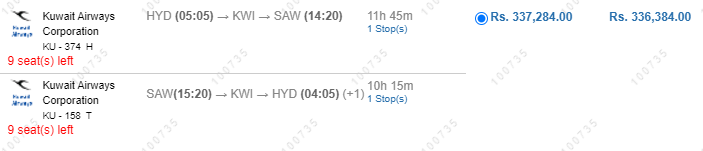 Kuwait Airways
Corporation
KU - 374 H
9 seat(s) left
HYD (05:05) → KWI → SAW (14:20)
11h 45m
1 Stop(s)
Rs. 337,284.00
Rs. 336,384.00
Kuwait Airways
Corporation
KU - 158 T
9 seat(s) left
SAW(15:20) → KWI → HYD (04:05) (+1)
10h 15m
1 Stop(s)
100735